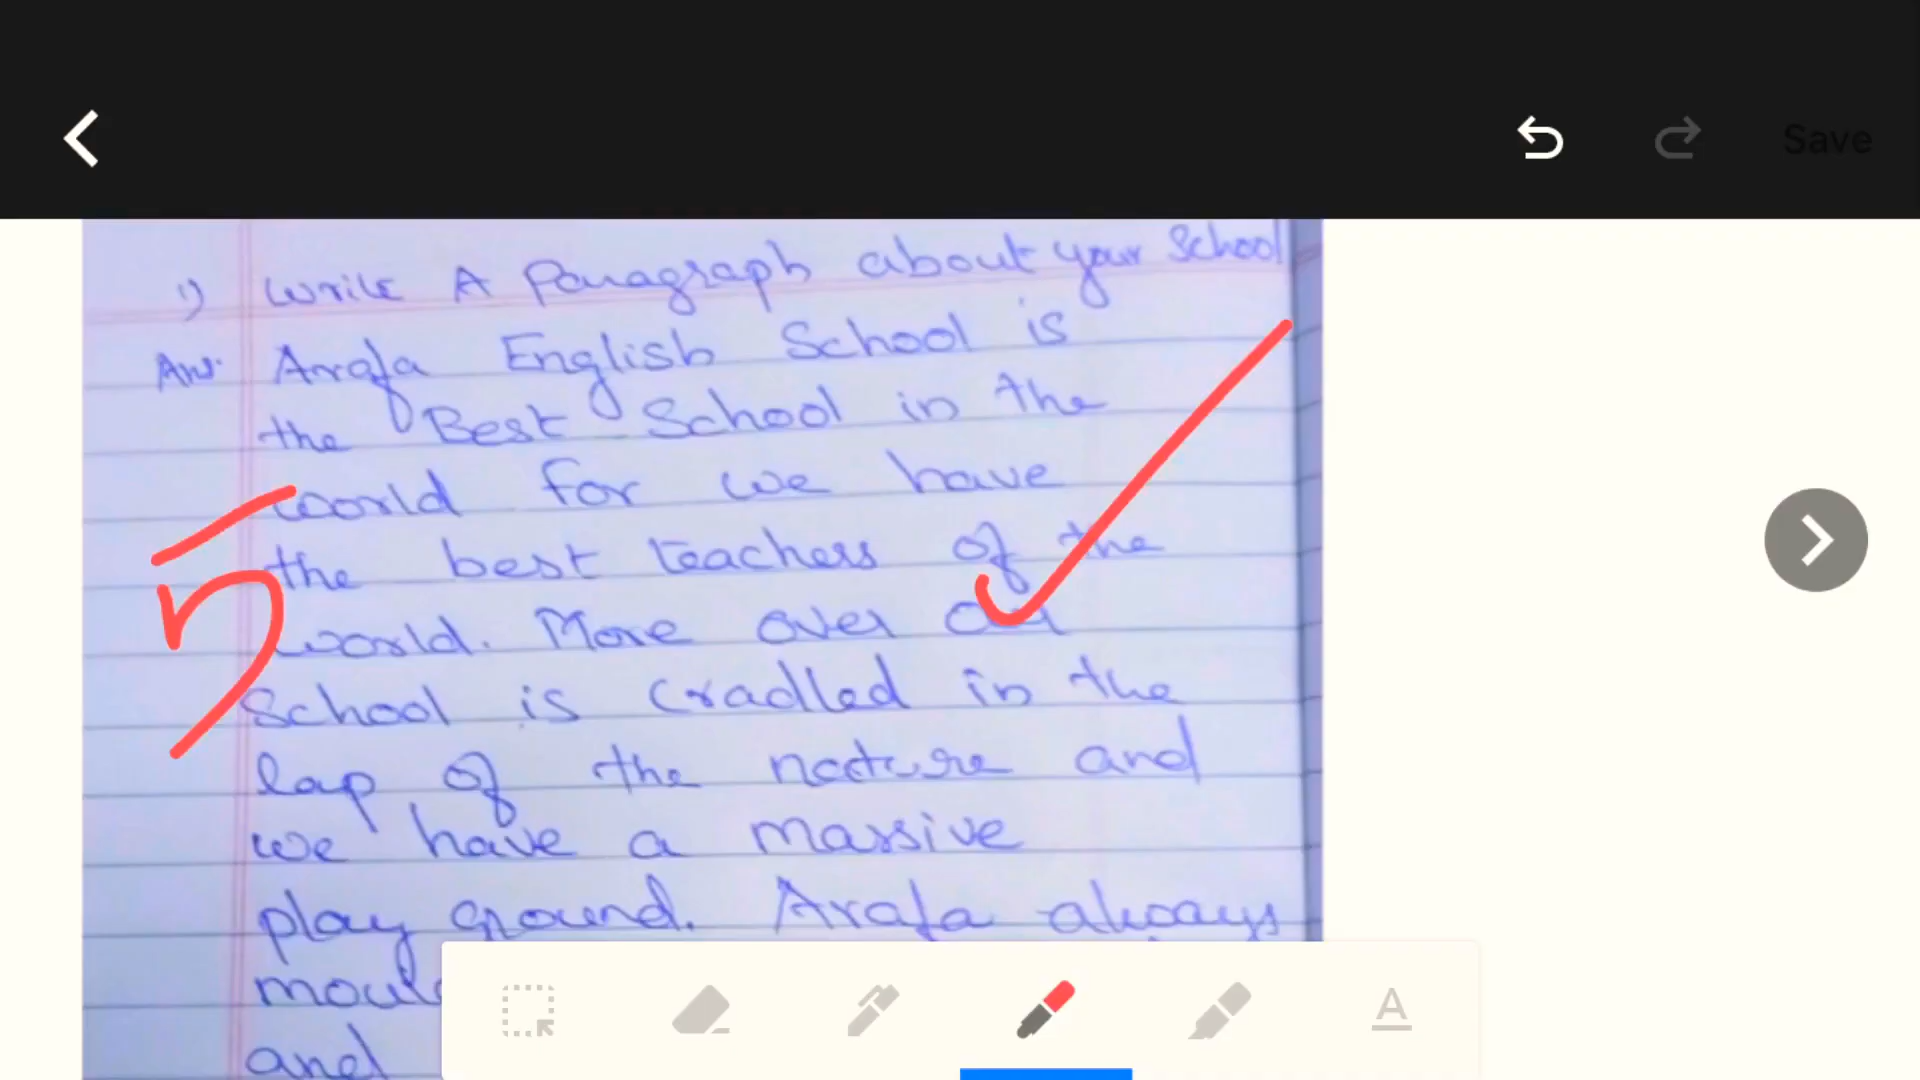 Save
1) Write A Paragraph about your School
Ans. Arafa English School is
the Best School in the
world for we have
the best teachers of the
world. More over our
School is cradled in the
lap of the nature and
we have a massive
play ground. Arafa always
mould
and
5
A